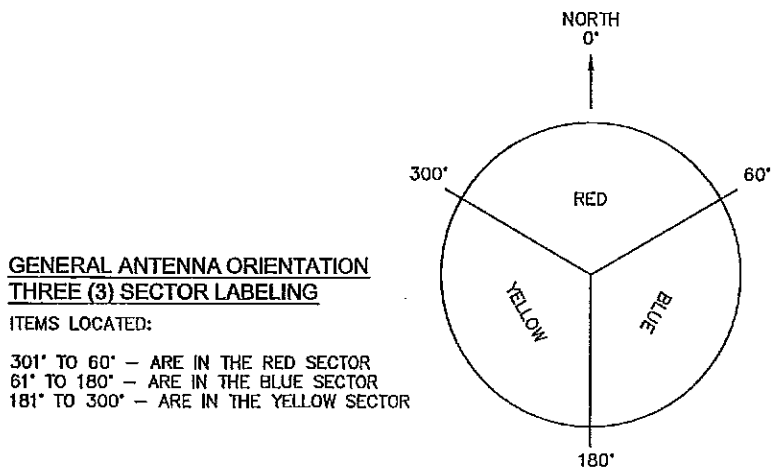 NORTH
0°
300°
60°
RED
YELLOW
BLUE
180°
GENERAL ANTENNA ORIENTATION
THREE (3) SECTOR LABELING
ITEMS LOCATED:
301° TO 60° – ARE IN THE RED SECTOR
61° TO 180° – ARE IN THE BLUE SECTOR
181° TO 300° – ARE IN THE YELLOW SECTOR